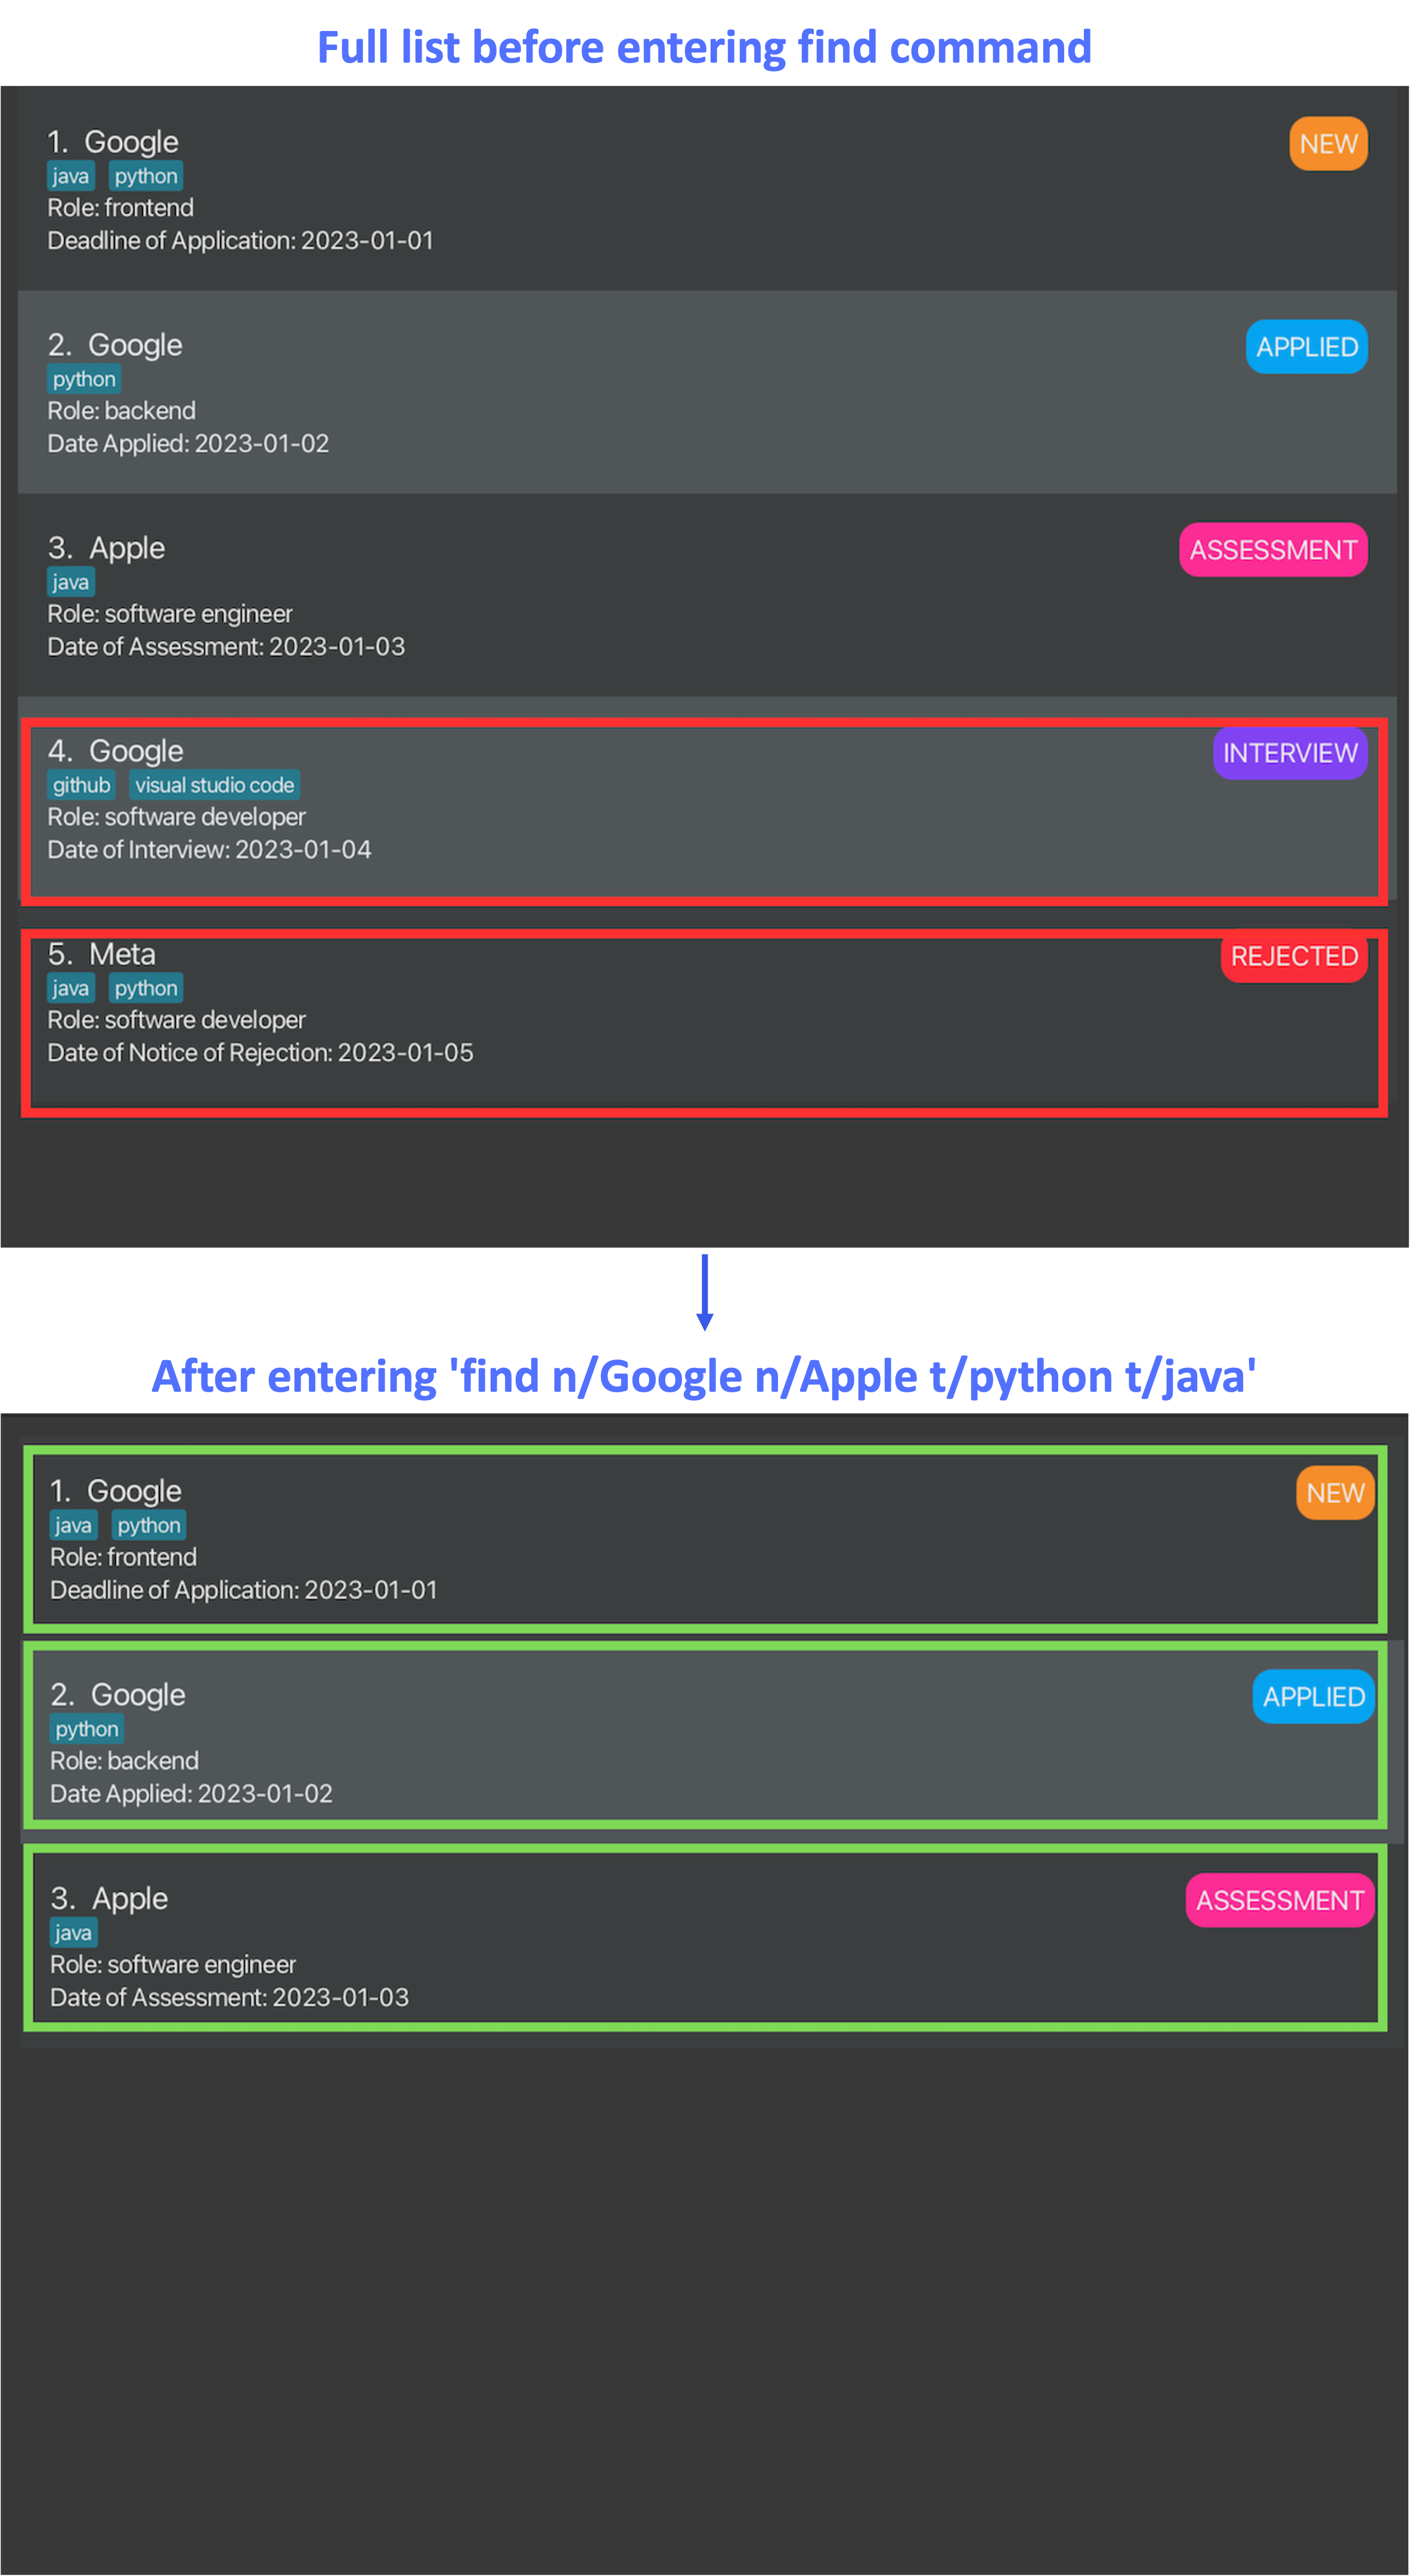 Full list before entering find command
1. Google
NEW
java python
Role: frontend
Deadline of Application: 2023-01-01
2. Google
APPLIED
python
Role: backend
Date Applied: 2023-01-02
3. Apple
ASSESSMENT
java
Role: software engineer
Date of Assessment: 2023-01-03
4. Google
INTERVIEW
github visual studio code
Role: software developer
Date of Interview: 2023-01-04
5. Meta
REJECTED
java python
Role: software developer
Date of Notice of Rejection: 2023-01-05
After entering 'find n/Google n/Apple t/python t/java'
1. Google
NEW
java python
Role: frontend
Deadline of Application: 2023-01-01
2. Google
APPLIED
python
Role: backend
Date Applied: 2023-01-02
3. Apple
ASSESSMENT
java
Role: software engineer
Date of Assessment: 2023-01-03